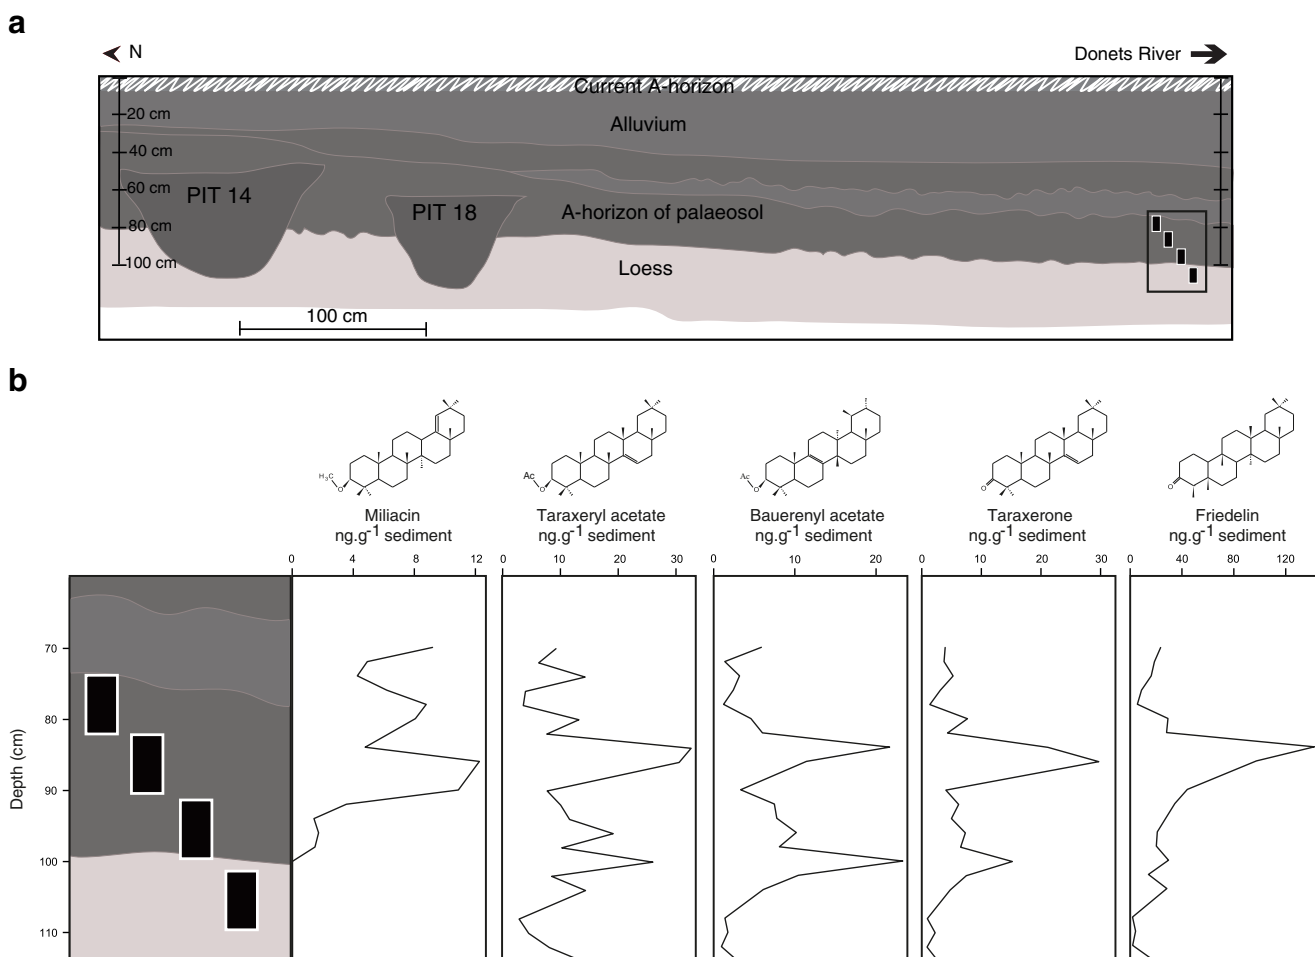 a
N
Donets River
Current A-horizon
20 cm
Alluvium
40 cm
60 cm
PIT 14
PIT 18
A-horizon of palaeosol
80 cm
100 cm
Loess
100 cm
b
H3C
O
Ac
O
Ac
O
O
O
Miliacin
ng.g-1 sediment
Taraxeryl acetate
ng.g-1 sediment
Bauerenyl acetate
ng.g-1 sediment
Taraxerone
ng.g-1 sediment
Friedelin
ng.g-1 sediment
0 4 8 12
0 10 20 30
0 10 20
0 10 20 30
0 40 80 120
Depth (cm)
70
80
90
100
110